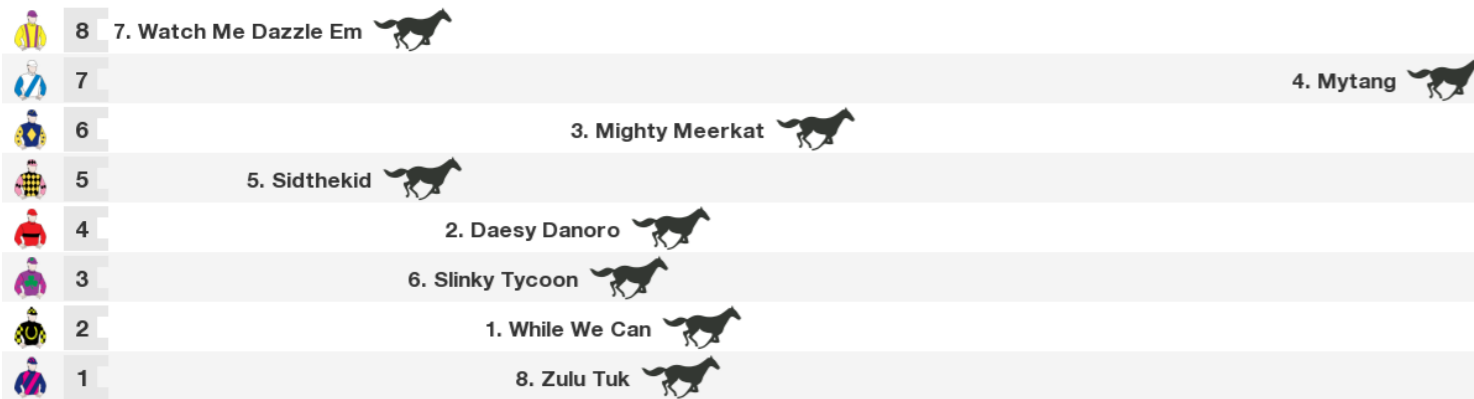 8 7. Watch Me Dazzle Em
7 4. Mytang
6 3. Mighty Meerkat
5 5. Sidthekid
4 2. Daesy Danoro
3 6. Slinky Tycoon
2 1. While We Can
1 8. Zulu Tuk